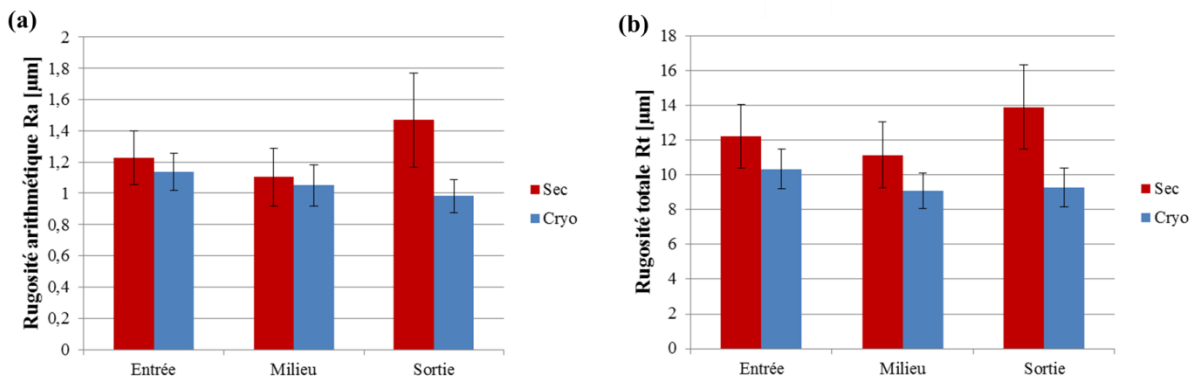 (a)
Rugosité arithmétique Ra [µm]
2
1,8
1,6
1,4
1,2
1
0,8
0,6
0,4
0,2
0
Entrée
Milieu
Sortie
Sec
Cryo
(b)
Rugosité totale Rt [µm]
18
16
14
12
10
8
6
4
2
0
Entrée
Milieu
Sortie
Sec
Cryo